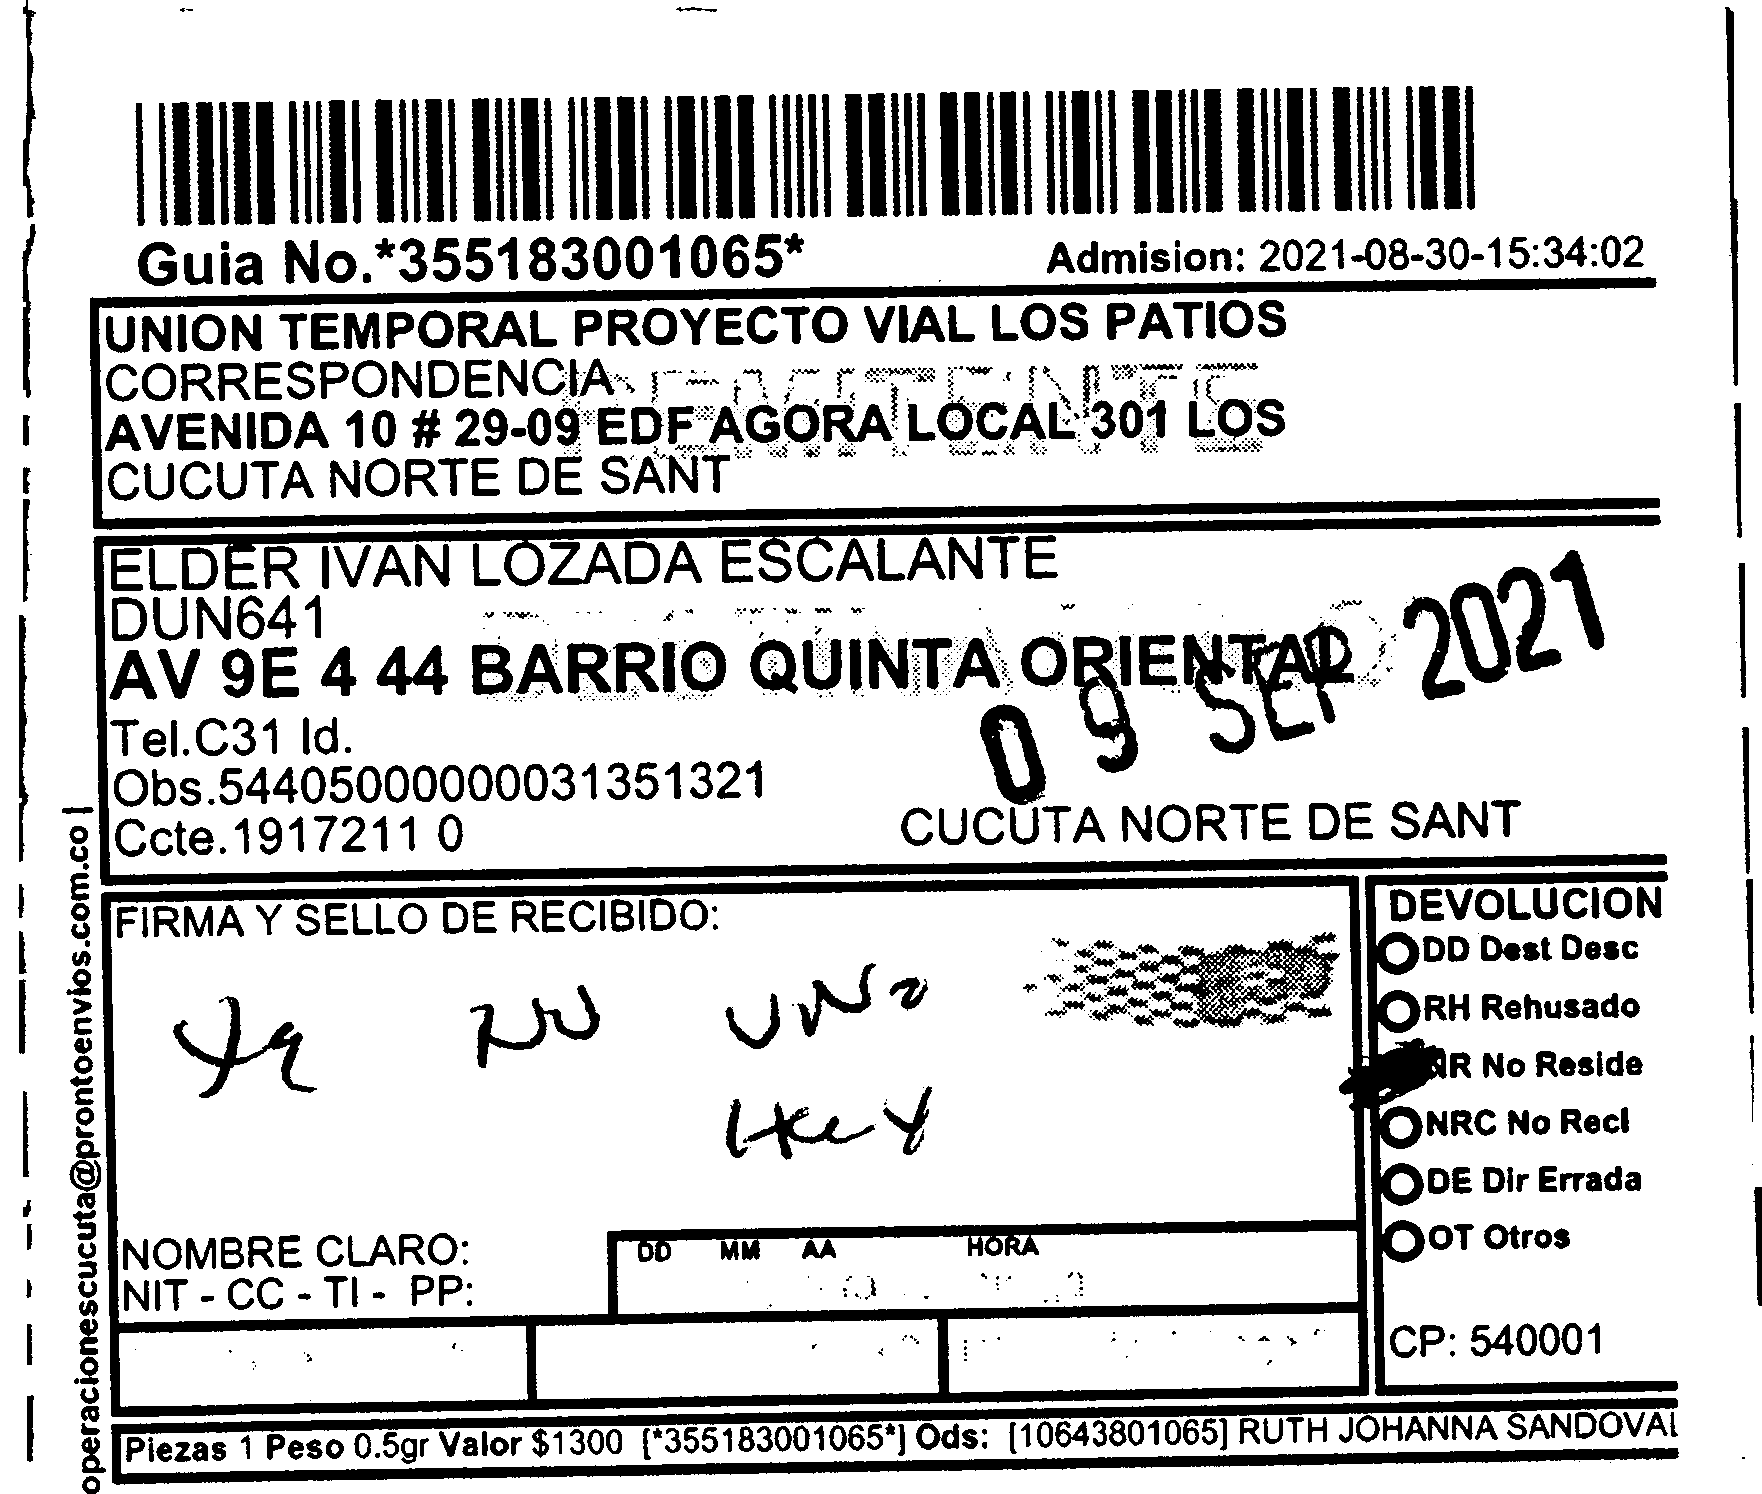 Guia No.*355183001065*
Admision: 2021-08-30-15:34:02
UNION TEMPORAL PROYECTO VIAL LOS PATIOS
CORRESPONDENCIA
REMITENTE
AVENIDA 10 # 29-09 EDF AGORA LOCAL 301 LOS
CUCUTA NORTE DE SANT
ELDER IVAN LOZADA ESCALANTE
DUN641
AV 9E 4 44 BARRIO QUINTA ORIENTAL
09 SEP 2021
Tel.C31 Id.
Obs.544050000000031351321
Ccte.1917211 0
CUCUTA NORTE DE SANT
FIRMA Y SELLO DE RECIBIDO:
Ya no
NOMBRE CLARO:
NIT - CC - TI - PP:
DD MM AA HORA
DEVOLUCION
DD Dest Desc
RH Rehusado
NR No Reside
NRC No Recl
DE Dir Errada
OT Otros
CP: 540001
Piezas 1 Peso 0.5gr Valor $1300 [*355183001065*] Ods: [10643801065] RUTH JOHANNA SANDOVAL
operacionescucuta@prontoenvios.com.co |